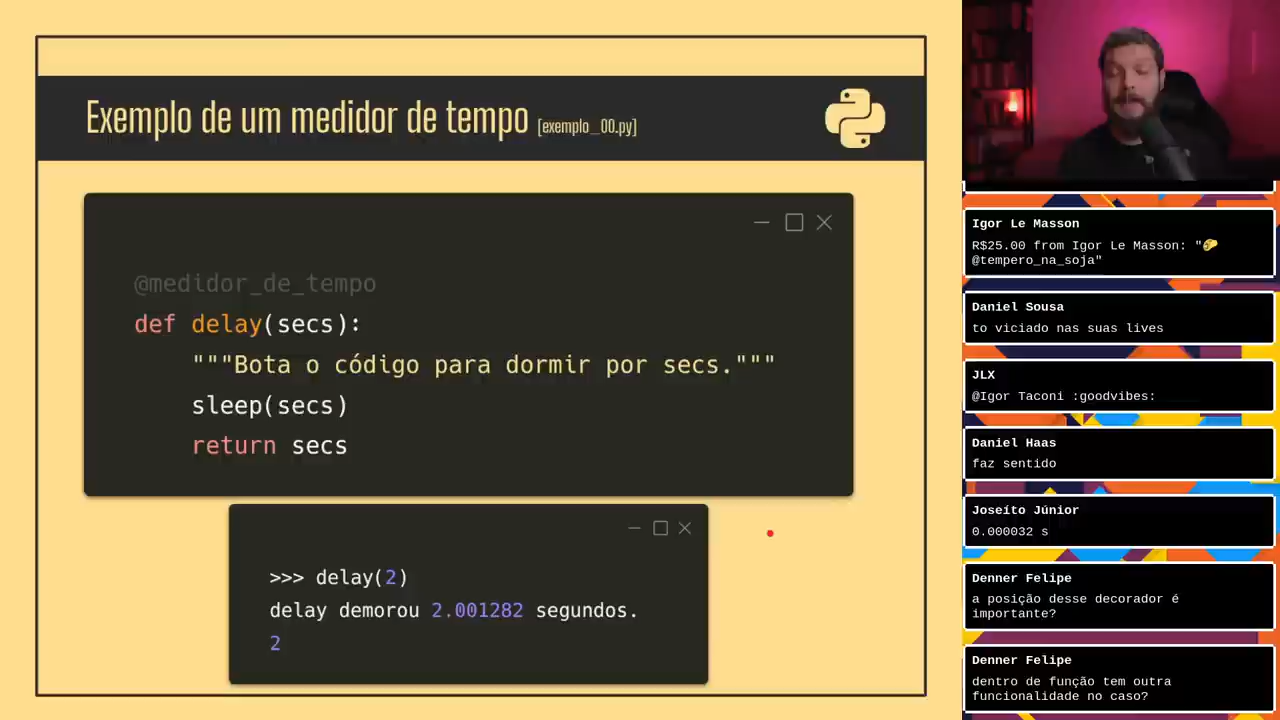 Exemplo de um medidor de tempo [exemplo_00.py]
@medidor_de_tempo
def delay(secs):
"""Bota o código para dormir por secs."""
sleep(secs)
return secs
>>> delay(2)
delay demorou 2.001282 segundos.
2
Igor Le Masson
R$25.00 from Igor Le Masson: "🌮
@tempero_na_soja"
Daniel Sousa
to viciado nas suas lives
JLX
@Igor Taconi :goodvibes:
Daniel Haas
faz sentido
Joseíto Júnior
0.000032 s
Denner Felipe
a posição desse decorador é
importante?
Denner Felipe
dentro de função tem outra
funcionalidade no caso?